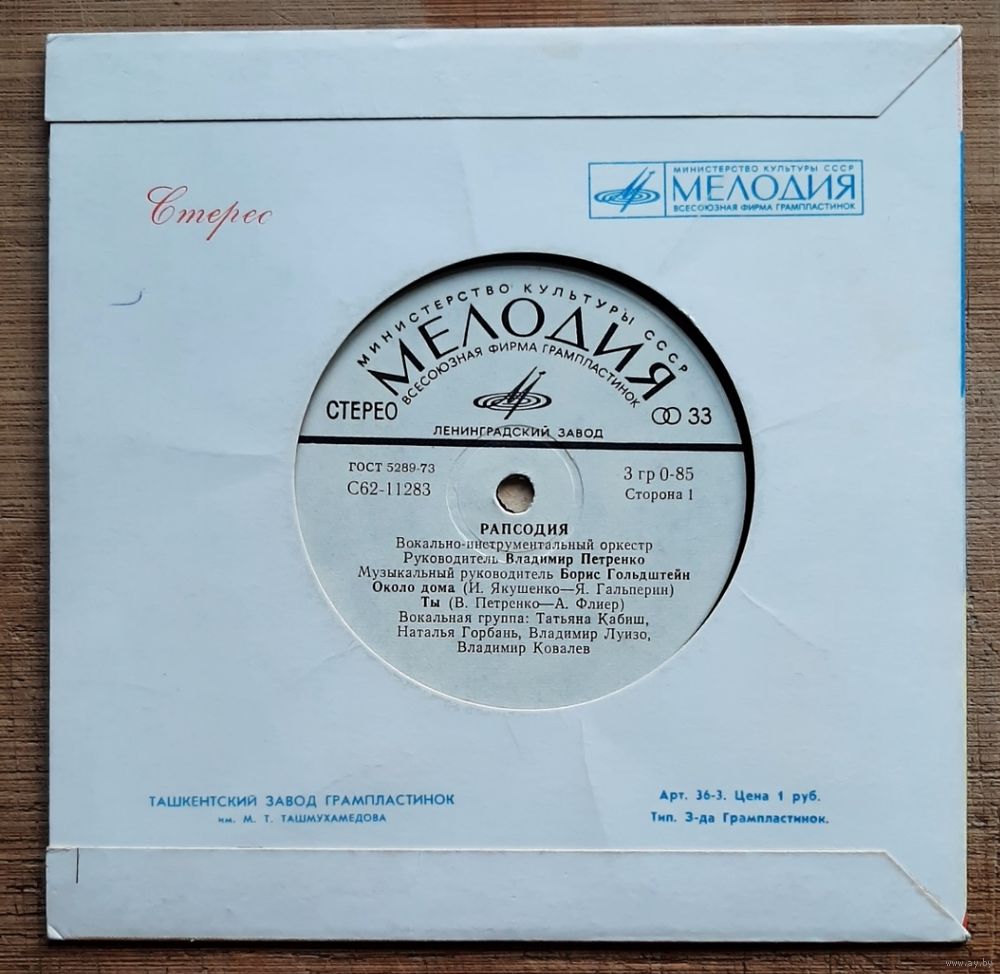 Стерео
МИНИСТЕРСТВО КУЛЬТУРЫ СССР
МЕЛОДИЯ
ВСЕСОЮЗНАЯ ФИРМА ГРАМПЛАСТИНОК
МИНИСТЕРСТВО КУЛЬТУРЫ СССР
МЕЛОДИЯ
ВСЕСОЮЗНАЯ ФИРМА ГРАМПЛАСТИНОК
СТЕРЕО 33
ЛЕНИНГРАДСКИЙ ЗАВОД
ГОСТ 5289-73 3 гр 0-85
С62-11283 Сторона 1
РАПСОДИЯ
Вокально-инструментальный оркестр
Руководитель Владимир Петренко
Музыкальный руководитель Борис Гольдштейн
Около дома (И. Якушенко—Я. Гальперин)
Ты (В. Петренко—А. Флиер)
Вокальная группа: Татьяна Кабиш,
Наталья Горбань, Владимир Луизо,
Владимир Ковалев
ТАШКЕНТСКИЙ ЗАВОД ГРАМПЛАСТИНОК
им. М. Т. ТАШМУХАМЕДОВА
Арт. 36-3. Цена 1 руб.
Тип. З-да Грампластинок.
www.ay.by